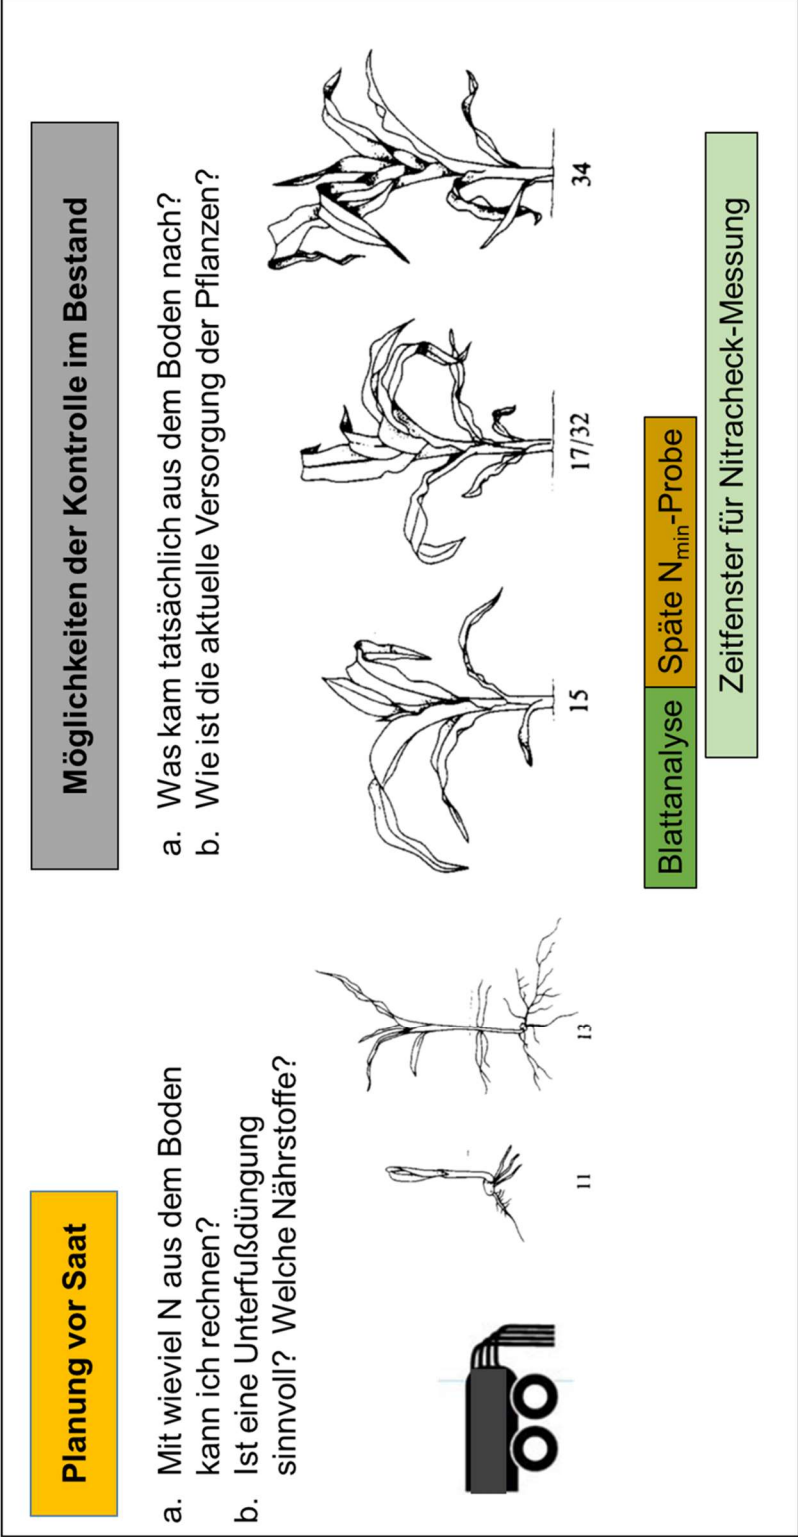 Planung vor Saat
a. Mit wieviel N aus dem Boden
kann ich rechnen?
b. Ist eine Unterfußdüngung
sinnvoll? Welche Nährstoffe?
Möglichkeiten der Kontrolle im Bestand
a. Was kam tatsächlich aus dem Boden nach?
b. Wie ist die aktuelle Versorgung der Pflanzen?
11
13
15
17/32
34
Blattanalyse
Späte Nmin-Probe
Zeitfenster für Nitracheck-Messung